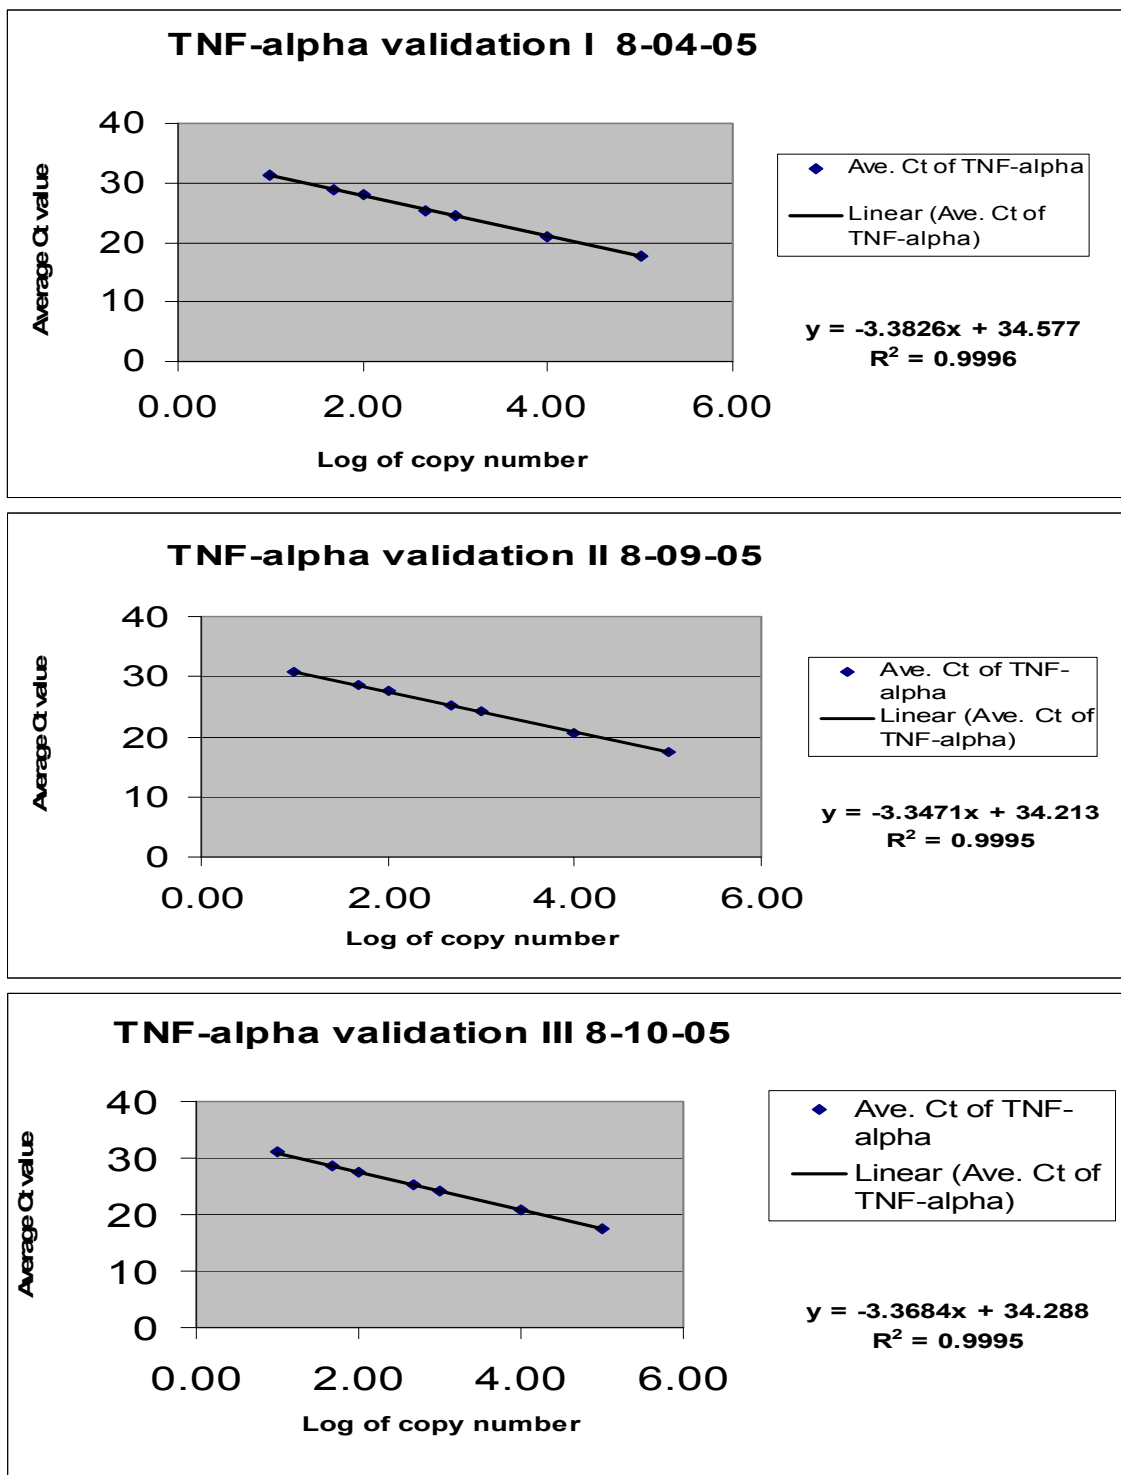 TNF-alpha validation I  8-04-05
40
30
20
10
0
0.00 2.00 4.00 6.00
Average Ct value
Log of copy number
Ave. Ct of TNF-alpha
Linear (Ave. Ct of
TNF-alpha)
y = -3.3826x + 34.577
R² = 0.9996
TNF-alpha validation II 8-09-05
40
30
20
10
0
0.00 2.00 4.00 6.00
Average Ct value
Log of copy number
Ave. Ct of TNF-
alpha
Linear (Ave. Ct of
TNF-alpha)
y = -3.3471x + 34.213
R² = 0.9995
TNF-alpha validation III 8-10-05
40
30
20
10
0
0.00 2.00 4.00 6.00
Average Ct value
Log of copy number
Ave. Ct of TNF-
alpha
Linear (Ave. Ct of
TNF-alpha)
y = -3.3684x + 34.288
R² = 0.9995